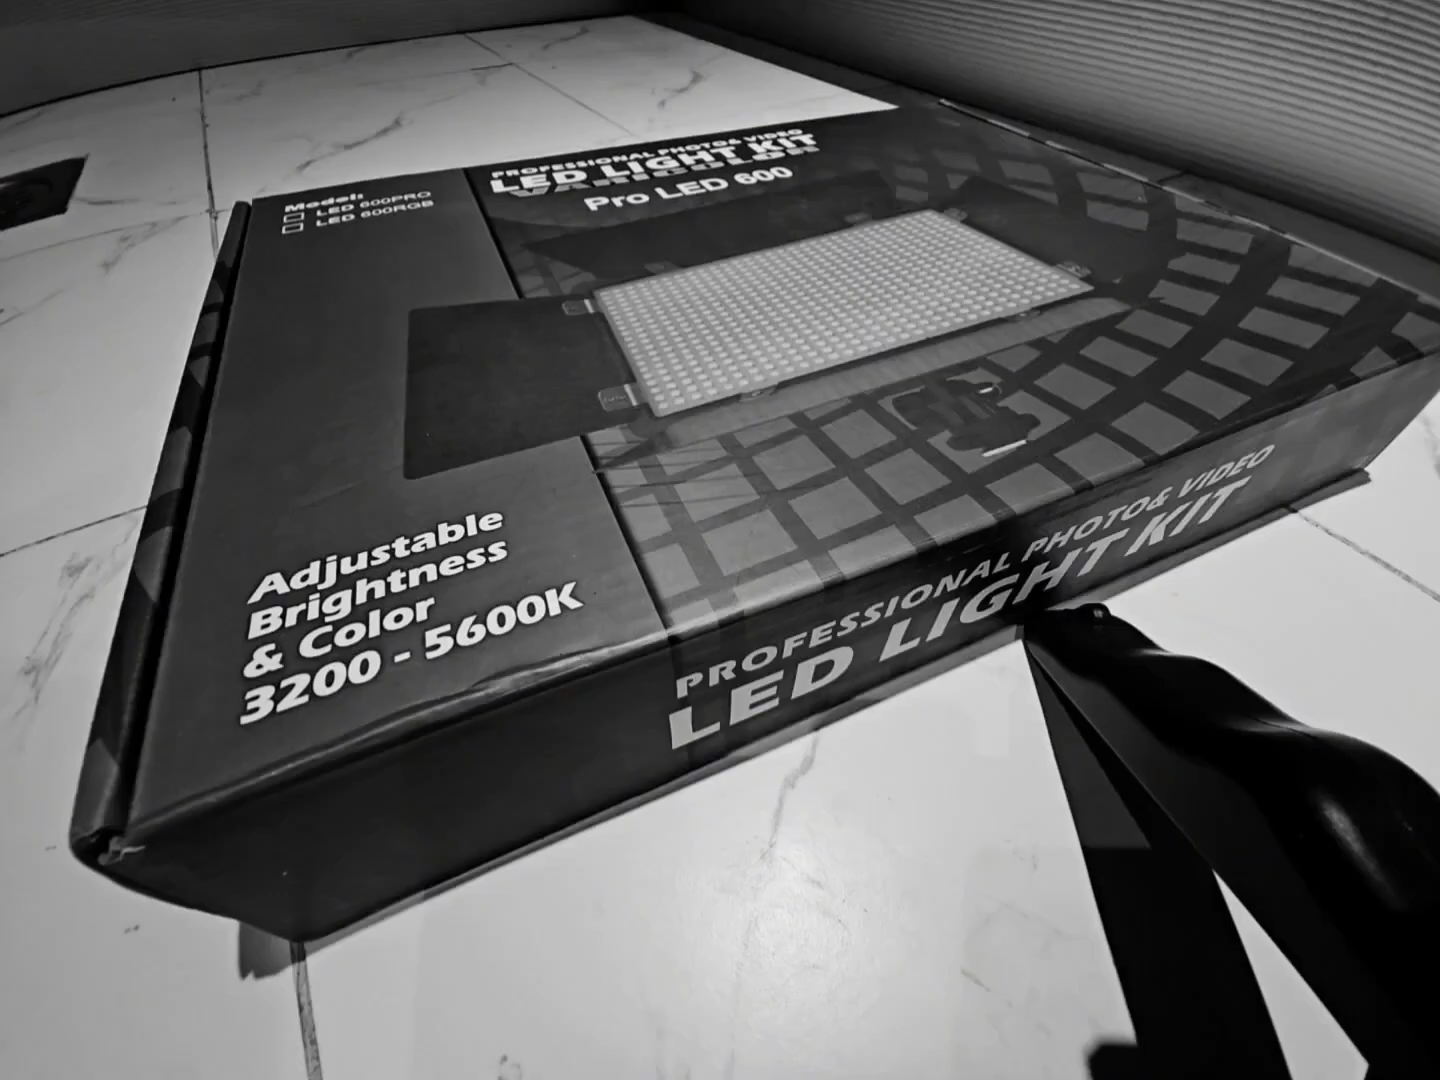 Model:
LED 600PRO
LED 600RGB
PROFESSIONAL PHOTO& VIDEO
LED LIGHT KIT
VARICOLOR
Pro LED 600
Adjustable
Brightness
& Color
3200 - 5600K
PROFESSIONAL PHOTO& VIDEO
LED LIGHT KIT